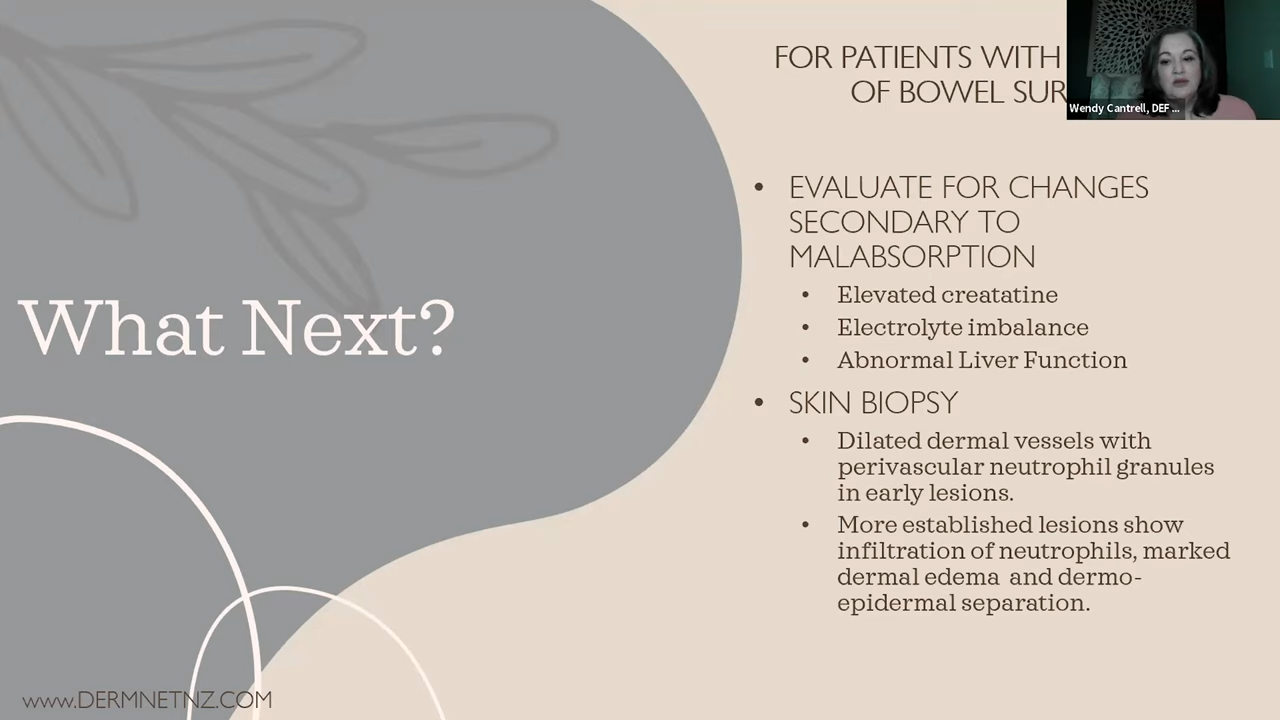 FOR PATIENTS WITH
OF BOWEL SUR
Wendy Cantrell, DEF ...
What Next?
• EVALUATE FOR CHANGES
SECONDARY TO
MALABSORPTION
• Elevated creatatine
• Electrolyte imbalance
• Abnormal Liver Function
• SKIN BIOPSY
• Dilated dermal vessels with
perivascular neutrophil granules
in early lesions.
• More established lesions show
infiltration of neutrophils, marked
dermal edema and dermo-
epidermal separation.
www.DERMNETNZ.COM